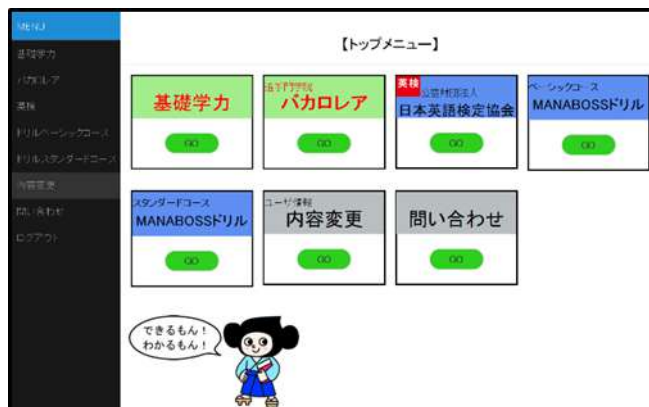 MENU
基礎学力
バカロレア
英検
ドリルベーシックコース
ドリルスタンダードコース
内容変更
問い合わせ
ログアウト
【トップメニュー】
基礎学力
GO
バカロレア
GO
英検
公益財団法人
日本英語検定協会
GO
ベーシックコース
MANABOSSドリル
GO
スタンダードコース
MANABOSSドリル
GO
ユーザ情報
内容変更
GO
問い合わせ
GO
できるもん！
わかるもん！